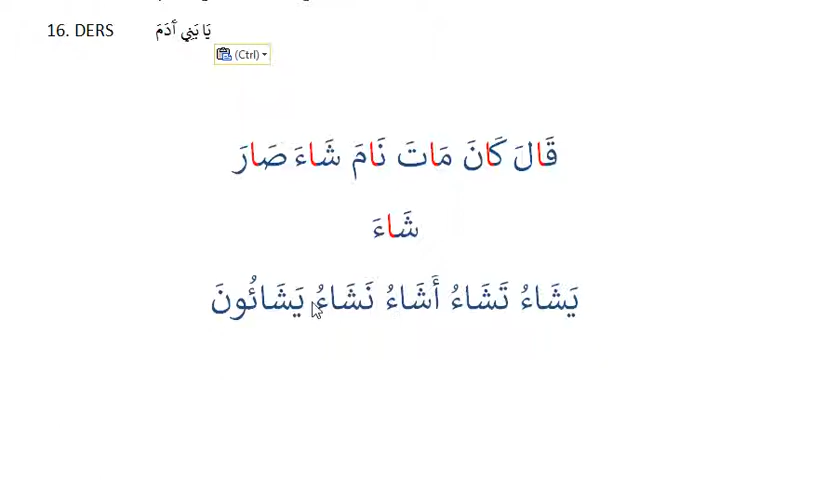 16. DERS يَا بَنِي آدَمَ
(Ctrl)
قَالَ كَانَ مَاتَ نَامَ شَاءَ صَارَ
شَاءَ
يَشَاءُ تَشَاءُ أَشَاءُ نَشَاءُ يَشَائُونَ